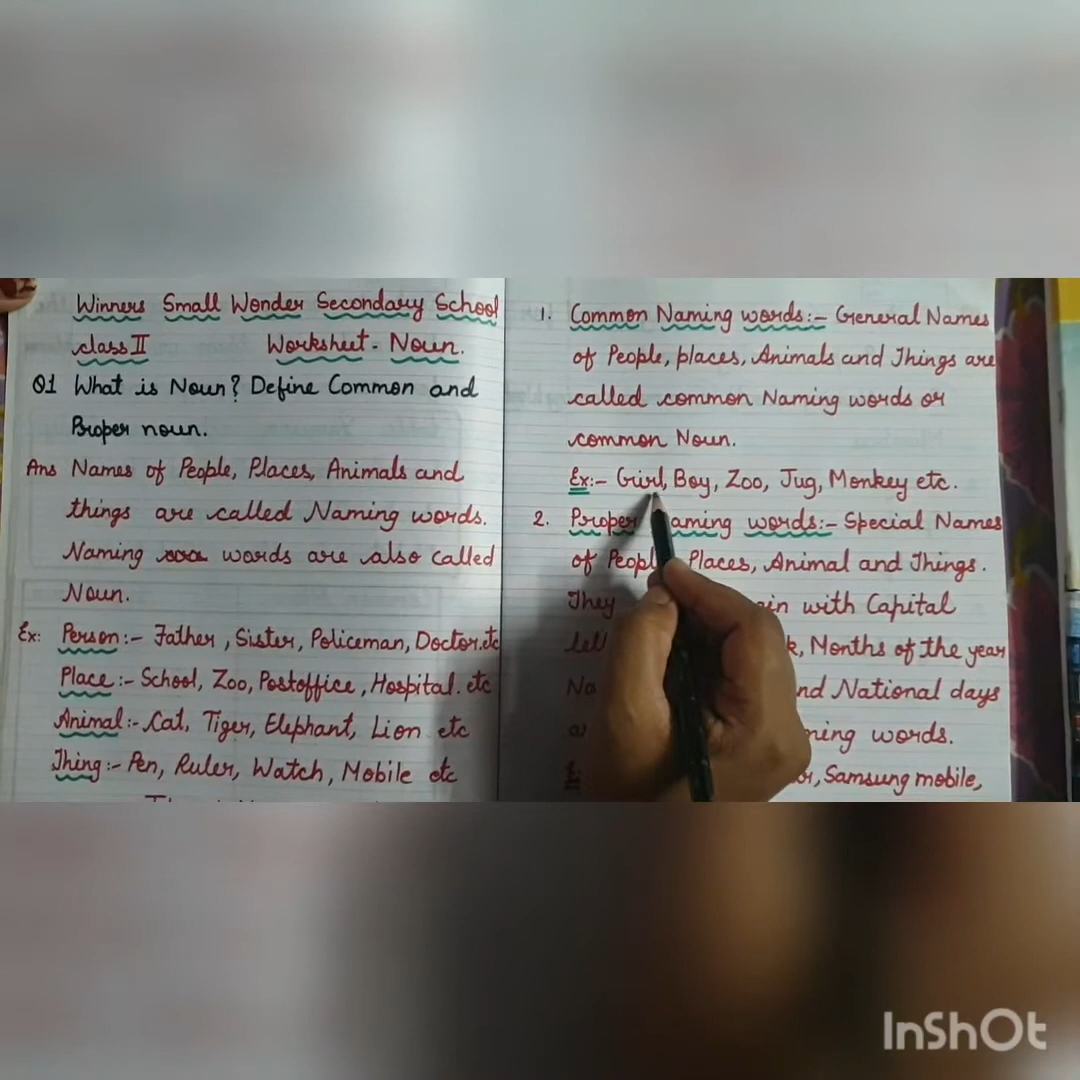 Winners Small Wonder Secondary School
class II Worksheet - Noun.
Q1 What is Noun? Define Common and
Proper noun.
Ans Names of People, Places, Animals and
things are called Naming words.
Naming words are also called
Noun.
Ex: Person:- Father, Sister, Policeman, Doctor.etc
Place:- School, Zoo, Postoffice, Hospital. etc
Animal:- Cat, Tiger, Elephant, Lion etc
Thing:- Pen, Ruler, Watch, Mobile etc
1. Common Naming words:- General Names
of People, places, Animals and Things are
called common Naming words or
common Noun.
Ex:- Girl, Boy, Zoo, Jug, Monkey etc.
2. Proper Naming words:- Special Names
of People Places, Animal and Things.
They with Capital
Months of the year
National days
words.
Samsung mobile,
InShOt